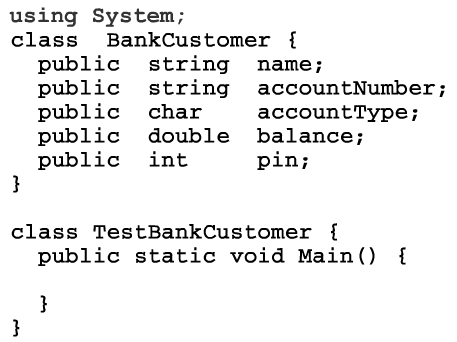 using System;
class  BankCustomer {
  public  string  name;
  public  string  accountNumber;
  public  char    accountType;
  public  double  balance;
  public  int     pin;
}

class TestBankCustomer {
  public static void Main() {

  }
}